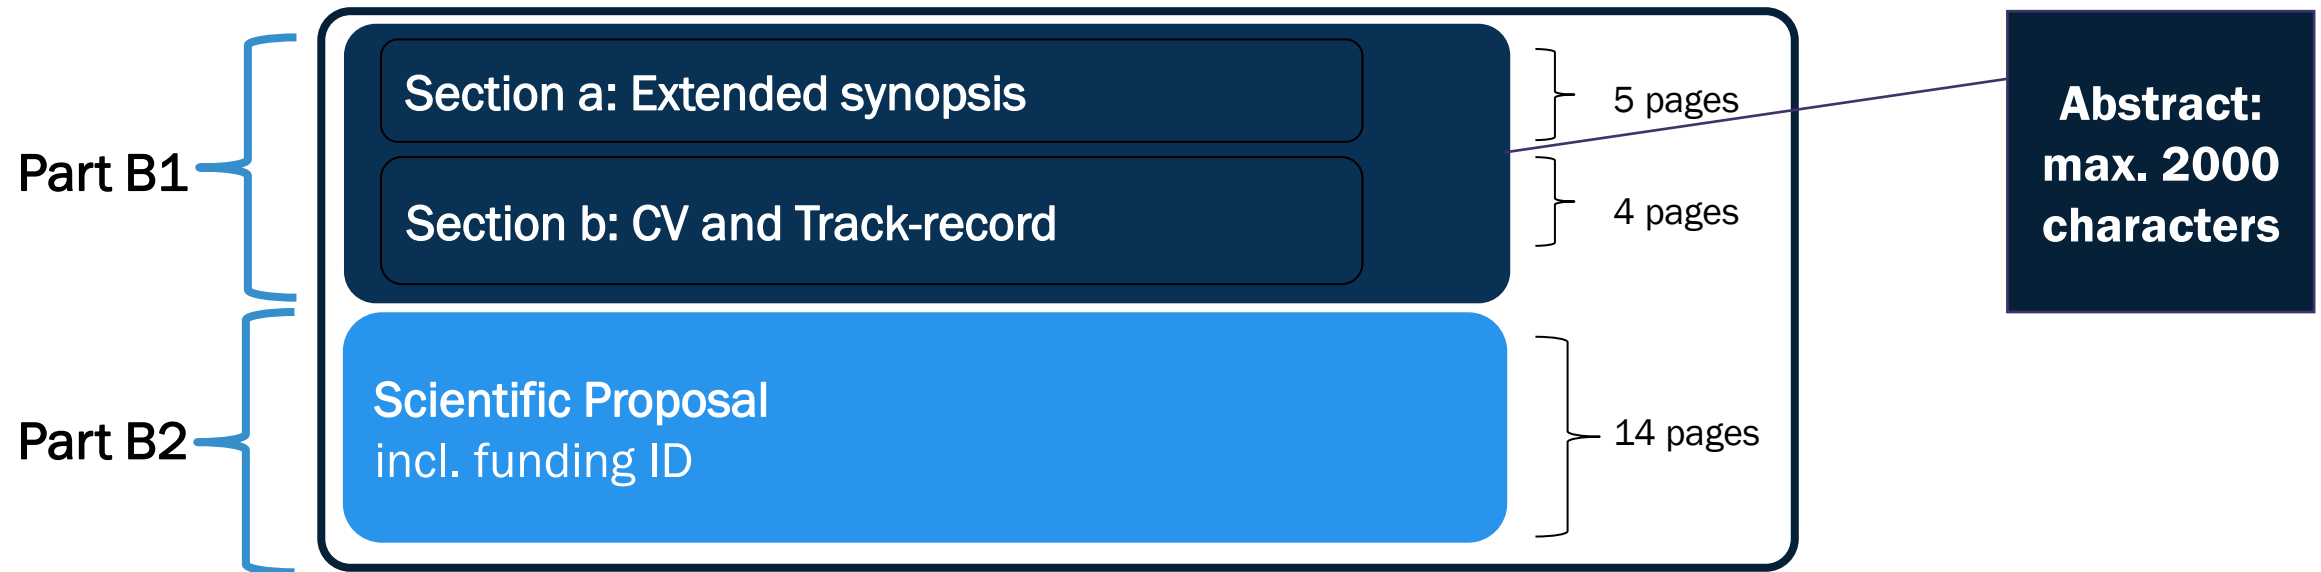 Part B1
Section a: Extended synopsis
5 pages
Section b: CV and Track-record
4 pages
Abstract:
max. 2000
characters
Part B2
Scientific Proposal
incl. funding ID
14 pages